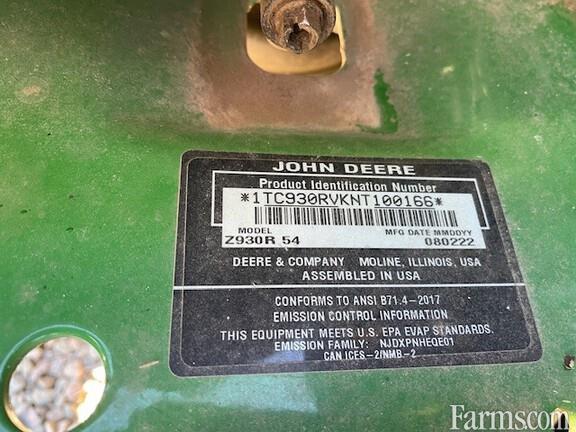 JOHN DEERE
Product Identification Number
*1TC930RVKNT100166*
MODEL MFG DATE MMDDYY
Z930R 54 080222
DEERE & COMPANY MOLINE, ILLINOIS, USA
ASSEMBLED IN USA
CONFORMS TO ANSI B71.4-2017
EMISSION CONTROL INFORMATION
THIS EQUIPMENT MEETS U.S. EPA EVAP STANDARDS.
EMISSION FAMILY: NJDXPNHEQE01
CAN ICES-2/NMB-2
Farms.com